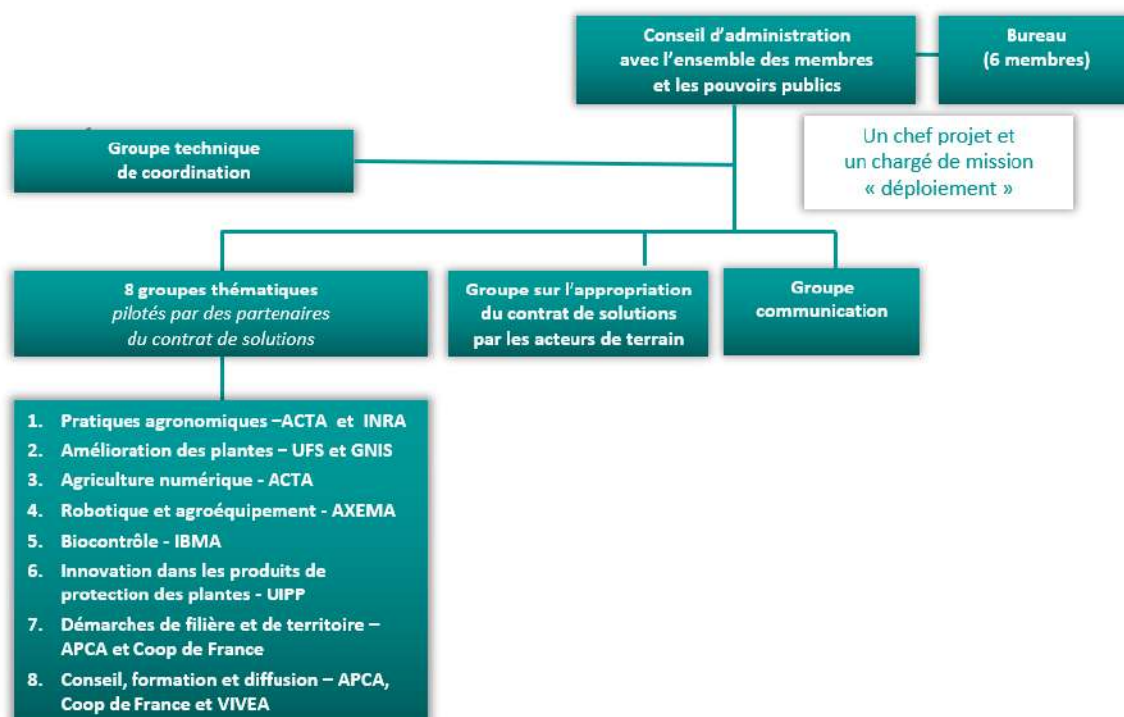 Conseil d'administration
avec l'ensemble des membres
et les pouvoirs publics
Bureau
(6 membres)
Un chef projet et
un chargé de mission
« déploiement »
Groupe technique
de coordination
8 groupes thématiques
pilotés par des partenaires
du contrat de solutions
Groupe sur l'appropriation
du contrat de solutions
par les acteurs de terrain
Groupe
communication
1. Pratiques agronomiques –ACTA et INRA
2. Amélioration des plantes – UFS et GNIS
3. Agriculture numérique - ACTA
4. Robotique et agroéquipement - AXEMA
5. Biocontrôle - IBMA
6. Innovation dans les produits de
protection des plantes - UIPP
7. Démarches de filière et de territoire –
APCA et Coop de France
8. Conseil, formation et diffusion – APCA,
Coop de France et VIVEA